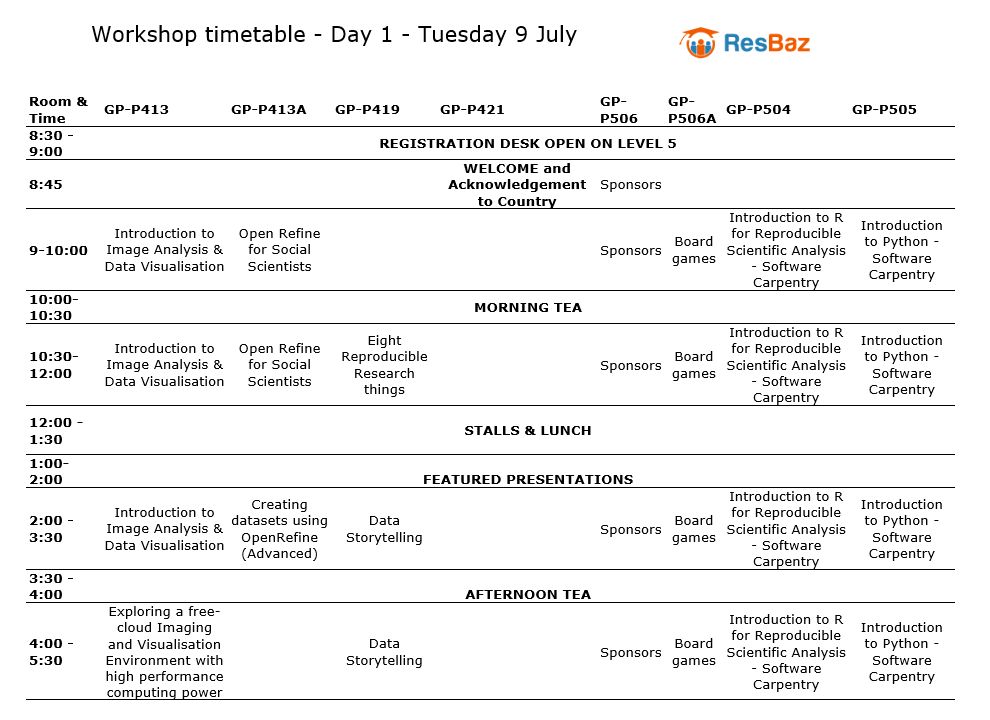 Workshop timetable - Day 1 - Tuesday 9 July
ResBaz
Room & Time GP-P413 GP-P413A GP-P419 GP-P421 GP-P506 GP-P506A GP-P504 GP-P505
8:30 - 9:00 REGISTRATION DESK OPEN ON LEVEL 5
8:45 WELCOME and Acknowledgement to Country Sponsors
9-10:00 Introduction to Image Analysis & Data Visualisation Open Refine for Social Scientists Sponsors Board games Introduction to R for Reproducible Scientific Analysis - Software Carpentry Introduction to Python - Software Carpentry
10:00-10:30 MORNING TEA
10:30-12:00 Introduction to Image Analysis & Data Visualisation Open Refine for Social Scientists Eight Reproducible Research things Sponsors Board games Introduction to R for Reproducible Scientific Analysis - Software Carpentry Introduction to Python - Software Carpentry
12:00 - 1:30 STALLS & LUNCH
1:00-2:00 FEATURED PRESENTATIONS
2:00 - 3:30 Introduction to Image Analysis & Data Visualisation Creating datasets using OpenRefine (Advanced) Data Storytelling Sponsors Board games Introduction to R for Reproducible Scientific Analysis - Software Carpentry Introduction to Python - Software Carpentry
3:30 - 4:00 AFTERNOON TEA
4:00 - 5:30 Exploring a free-cloud Imaging and Visualisation Environment with high performance computing power Data Storytelling Sponsors Board games Introduction to R for Reproducible Scientific Analysis - Software Carpentry Introduction to Python - Software Carpentry